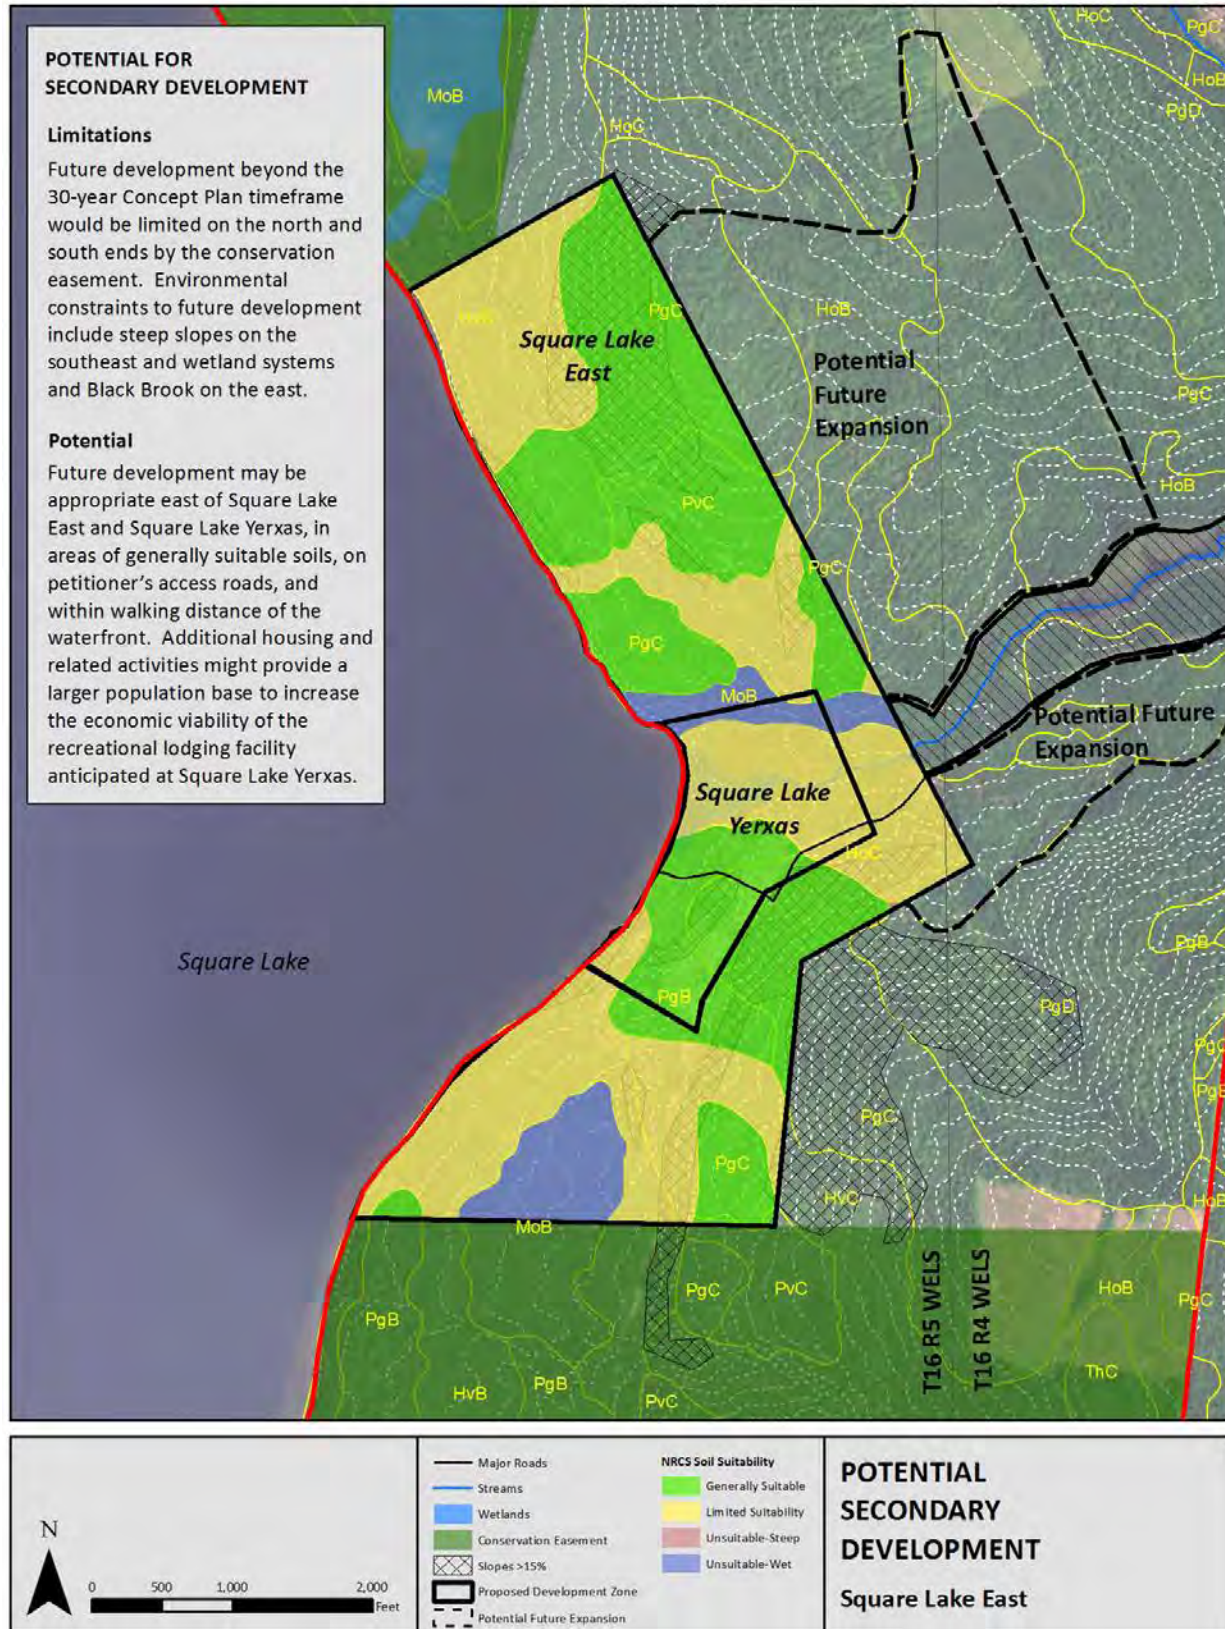 POTENTIAL FOR
SECONDARY DEVELOPMENT
Limitations
Future development beyond the
30-year Concept Plan timeframe
would be limited on the north and
south ends by the conservation
easement. Environmental
constraints to future development
include steep slopes on the
southeast and wetland systems
and Black Brook on the east.
Potential
Future development may be
appropriate east of Square Lake
East and Square Lake Yerxas, in
areas of generally suitable soils, on
petitioner's access roads, and
within walking distance of the
waterfront. Additional housing and
related activities might provide a
larger population base to increase
the economic viability of the
recreational lodging facility
anticipated at Square Lake Yerxas.
MoB
HoC
HoC
PgC
HoB
PgD
PgC
HoB
Square Lake
East
Potential
Future
Expansion
PgC
HoB
PvC
PgC
PgC
MoB
Potential Future
Expansion
Square Lake
Yerxas
HoC
Square Lake
PgB
PgB
PgD
PgC
PgB
PgC
PgC
HvC
HoB
MoB
PgC
PvC
HoB
PgC
PgB
T16 R5 WELS
T16 R4 WELS
ThC
HvB
PgB
PvC
N
0 500 1,000 2,000
Feet
Major Roads
Streams
Wetlands
Conservation Easement
Slopes >15%
Proposed Development Zone
Potential Future Expansion
NRCS Soil Suitability
Generally Suitable
Limited Suitability
Unsuitable-Steep
Unsuitable-Wet
POTENTIAL
SECONDARY
DEVELOPMENT
Square Lake East